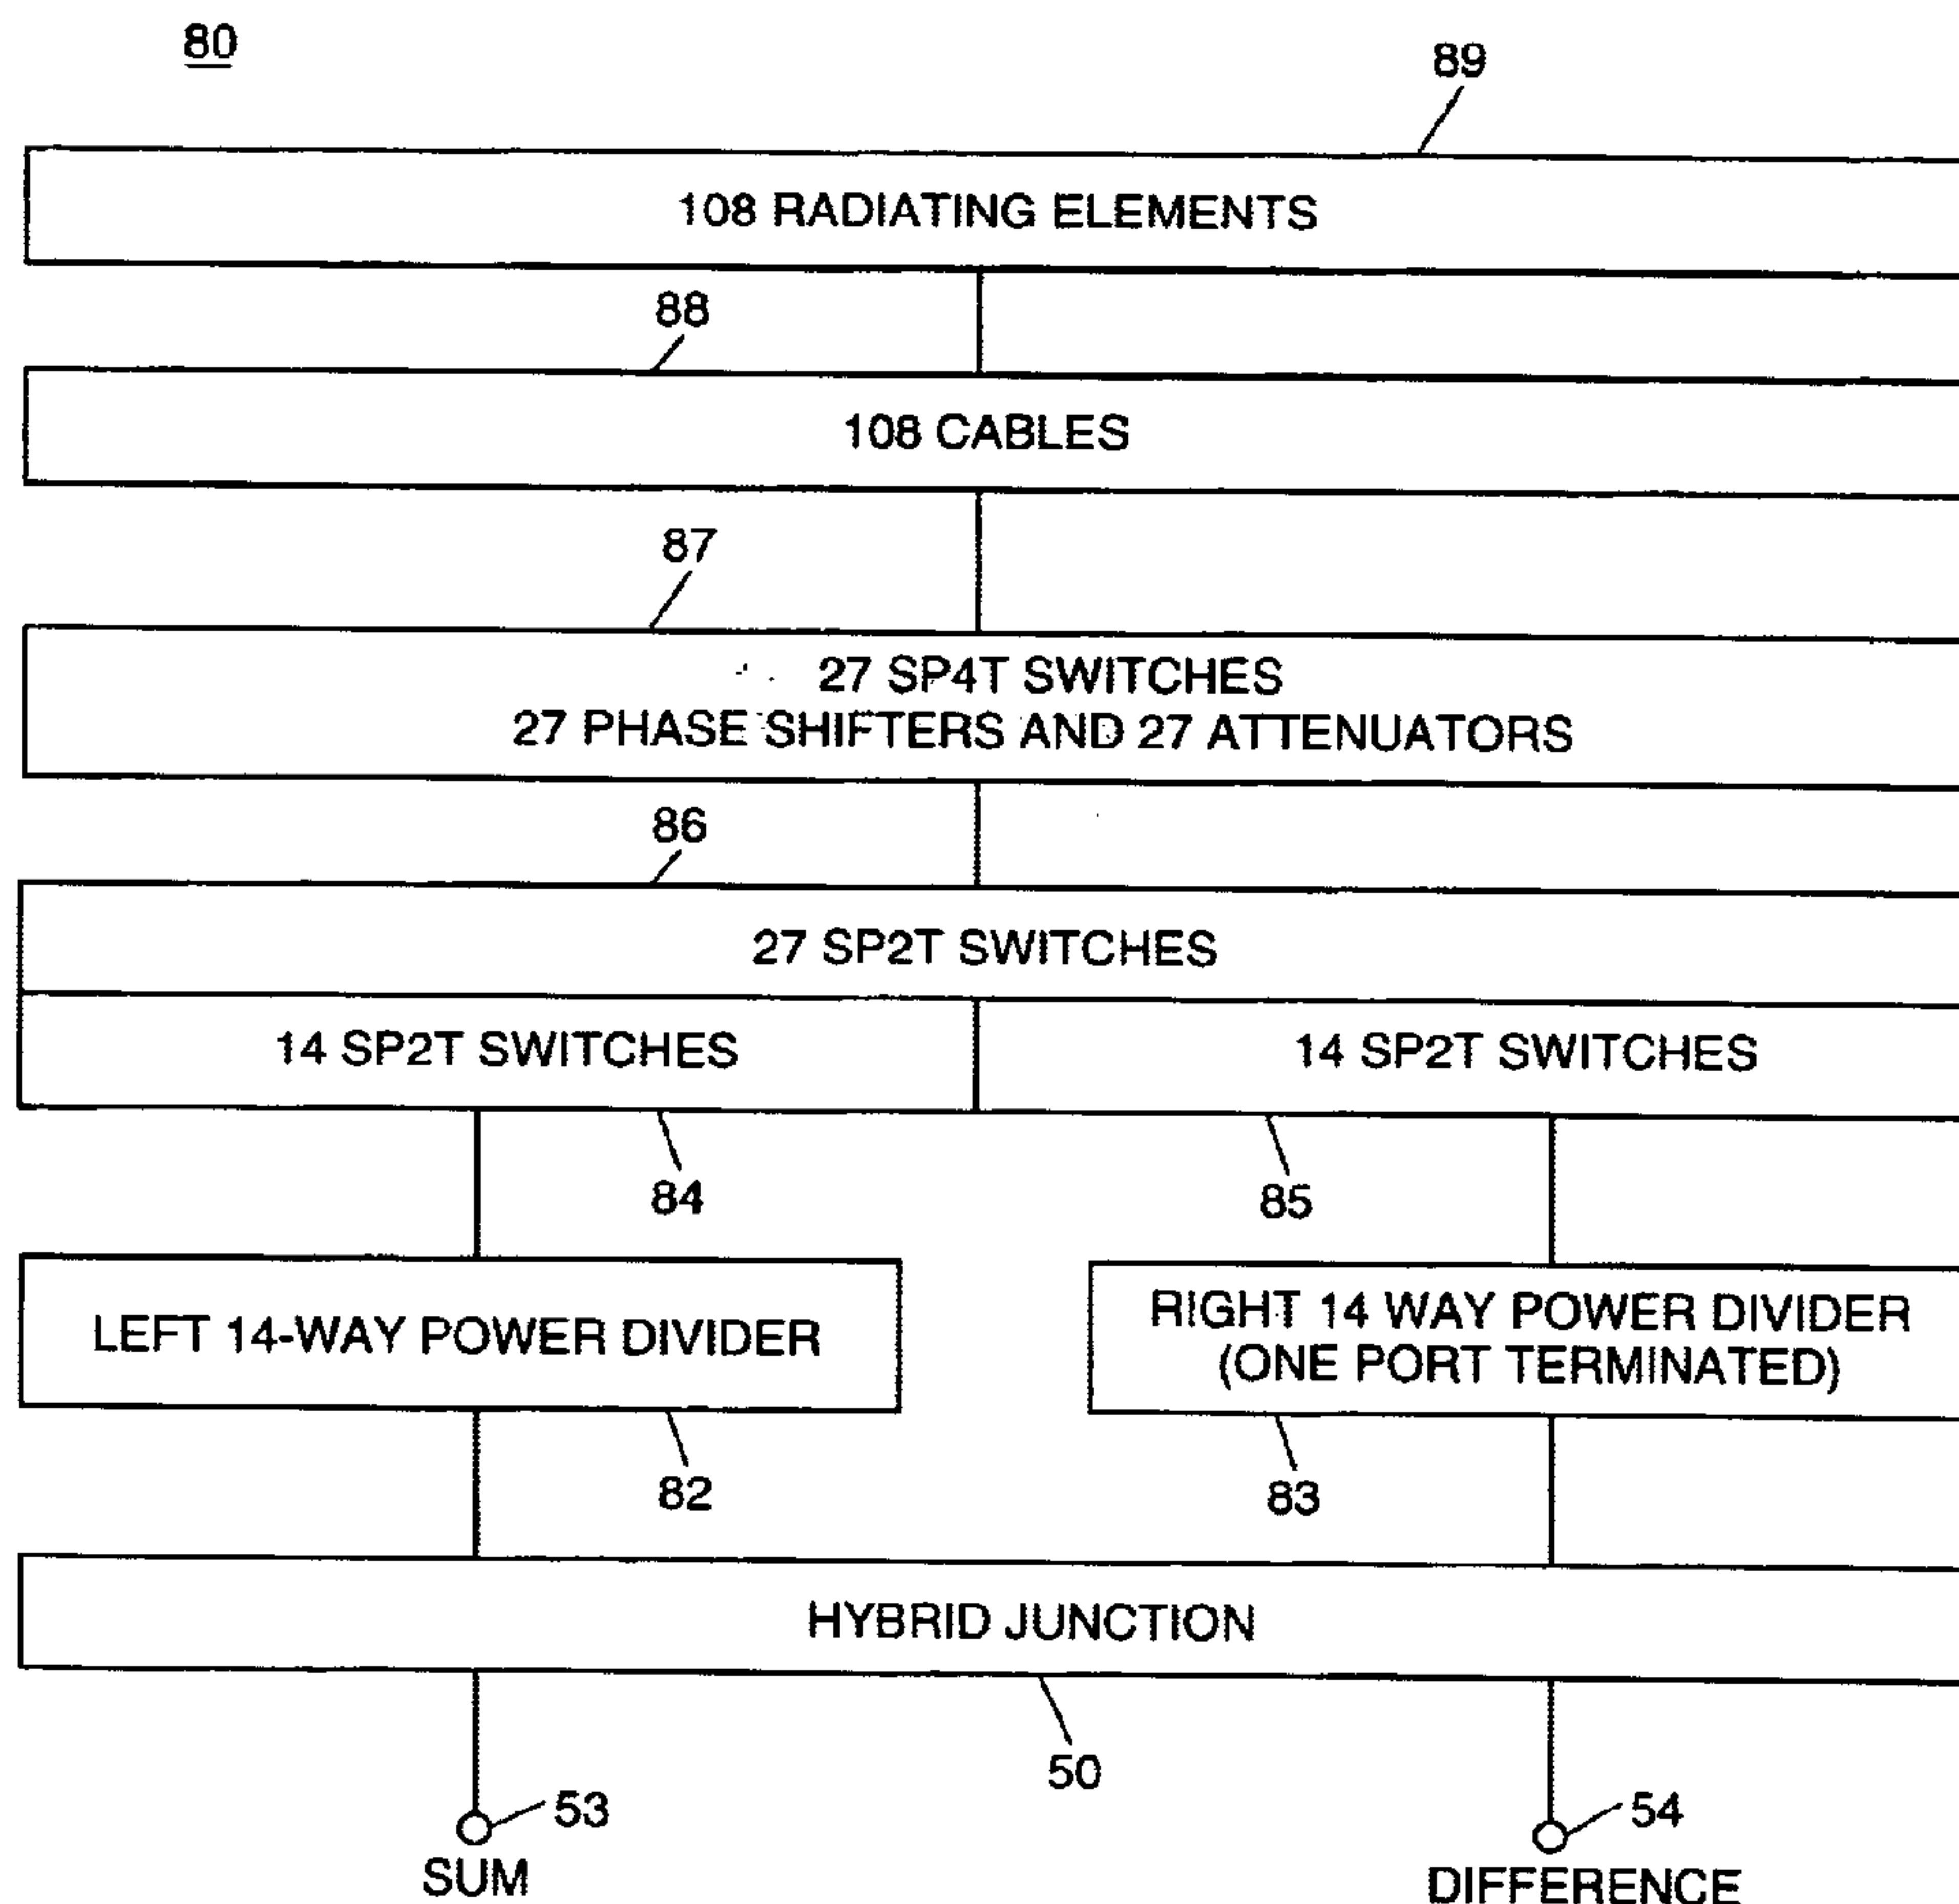 80
89
108 RADIATING ELEMENTS
88
108 CABLES
87
27 SP4T SWITCHES
27 PHASE SHIFTERS AND 27 ATTENUATORS
86
27 SP2T SWITCHES
14 SP2T SWITCHES
14 SP2T SWITCHES
84
85
LEFT 14-WAY POWER DIVIDER
RIGHT 14 WAY POWER DIVIDER
(ONE PORT TERMINATED)
82
83
HYBRID JUNCTION
50
53
54
SUM
DIFFERENCE